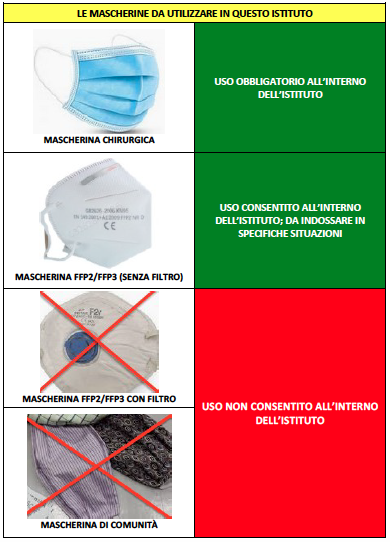 LE MASCHERINE DA UTILIZZARE IN QUESTO ISTITUTO
MASCHERINA CHIRURGICA
USO OBBLIGATORIO ALL'INTERNO
DELL'ISTITUTO
MASCHERINA FFP2/FFP3 (SENZA FILTRO)
USO CONSENTITO ALL'INTERNO
DELL'ISTITUTO; DA INDOSSARE IN
SPECIFICHE SITUAZIONI
MASCHERINA FFP2/FFP3 CON FILTRO
MASCHERINA DI COMUNITÀ
USO NON CONSENTITO ALL'INTERNO
DELL'ISTITUTO